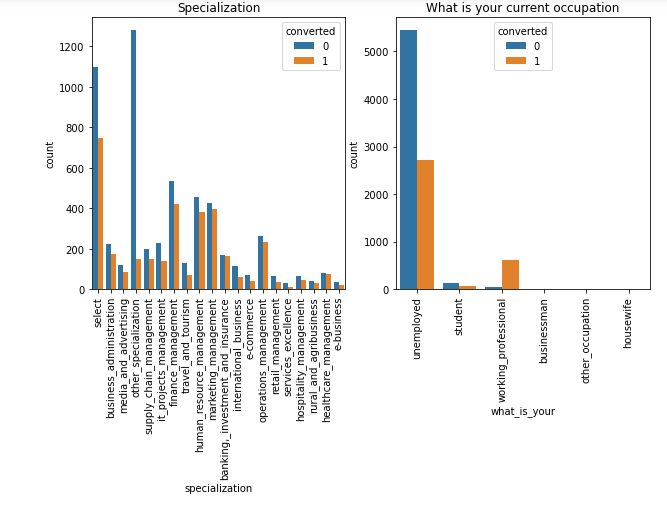 Specialization
converted
0
1
1200
1000
800
600
400
200
0
count
select
business_administration
media_and_advertising
other_specialization
supply_chain_management
it_projects_management
finance_management
travel_and_tourism
human_resource_management
marketing_management
banking,_investment_and_insurance
international_business
e-commerce
operations_management
retail_management
services_excellence
hospitality_management
rural_and_agribusiness
healthcare_management
e-business
specialization
What is your current occupation
converted
0
1
5000
4000
3000
2000
1000
0
count
unemployed
student
working_professional
businessman
other_occupation
housewife
what_is_your